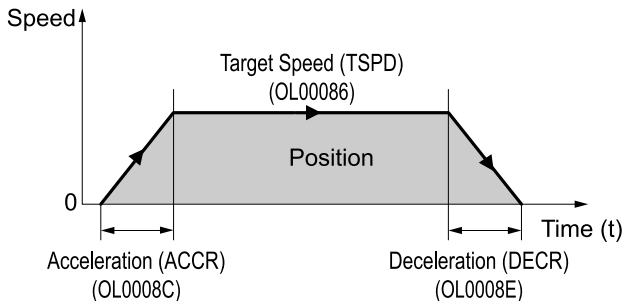 Speed
Target Speed (TSPD)
(OL00086)
Position
0
Time (t)
Acceleration (ACCR)
(OL0008C)
Deceleration (DECR)
(OL0008E)